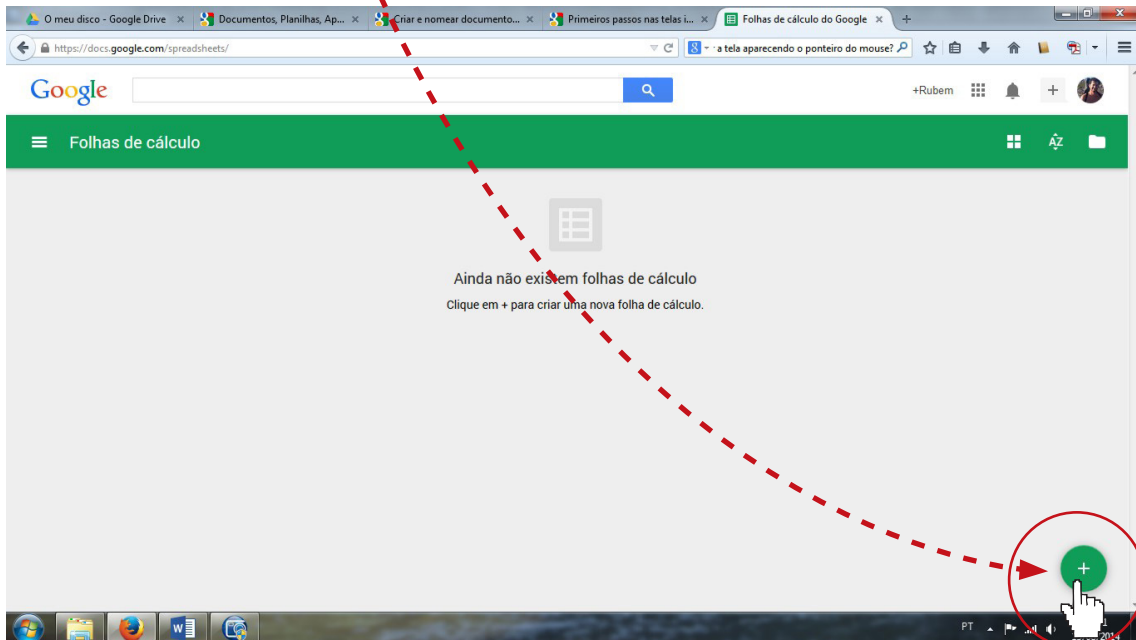 O meu disco - Google Drive
Documentos, Planilhas, Ap...
Criar e nomear documento...
Primeiros passos nas telas i...
Folhas de cálculo do Google
https://docs.google.com/spreadsheets/
a tela aparecendo o ponteiro do mouse?
Google
+Rubem
Folhas de cálculo
AZ
Ainda não existem folhas de cálculo
Clique em + para criar uma nova folha de cálculo.
+
PT